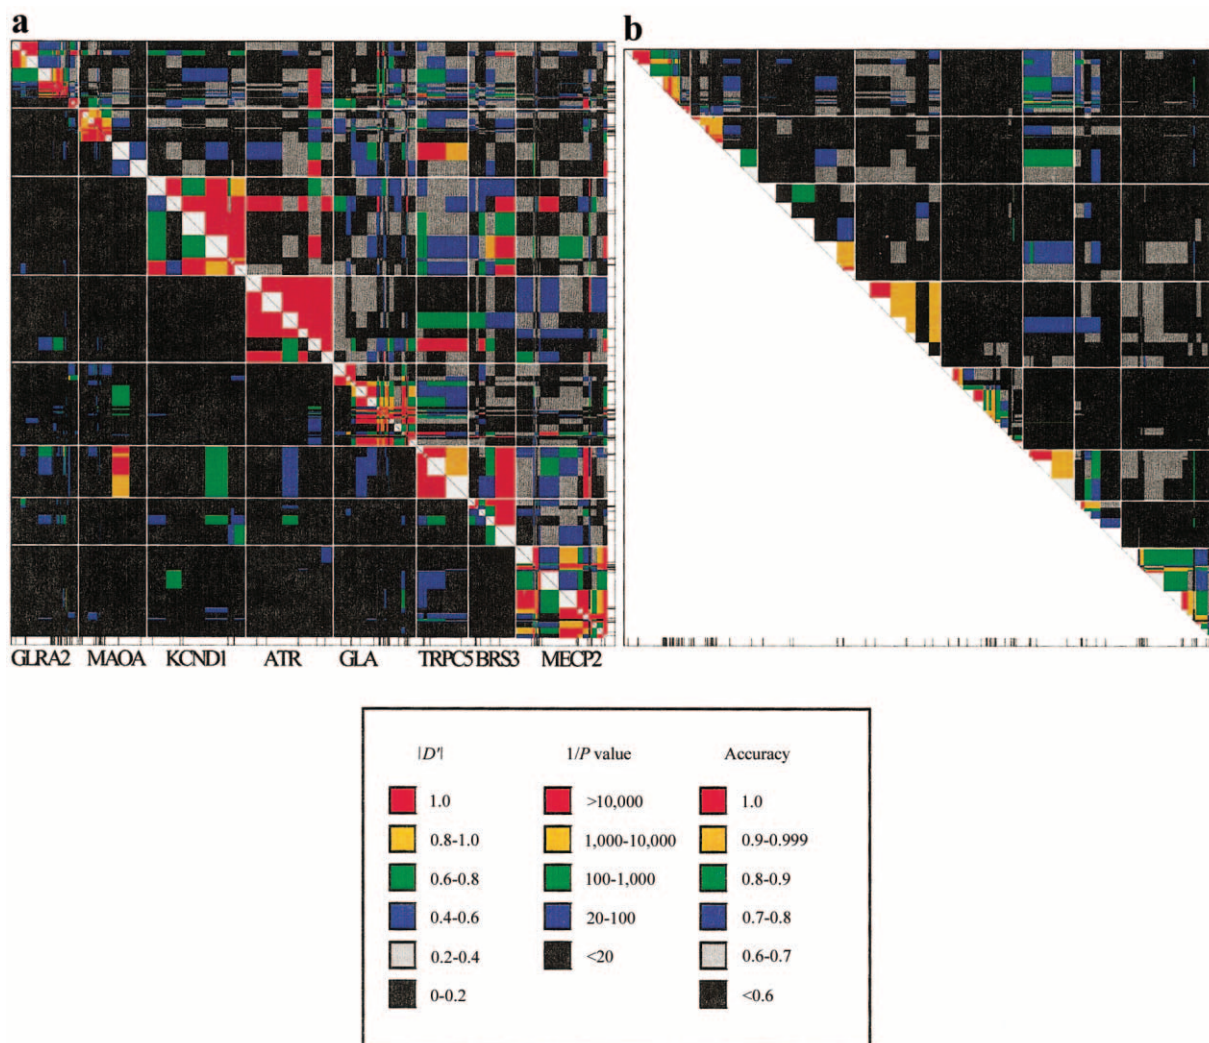 a b
GLRA2 MAOA KCND1 ATR GLA TRPC5 BRS3 MECP2
|D'| 1/P value Accuracy
1.0 >10,000 1.0
0.8-1.0 1,000-10,000 0.9-0.999
0.6-0.8 100-1,000 0.8-0.9
0.4-0.6 20-100 0.7-0.8
0.2-0.4 <20 0.6-0.7
0-0.2 <0.6